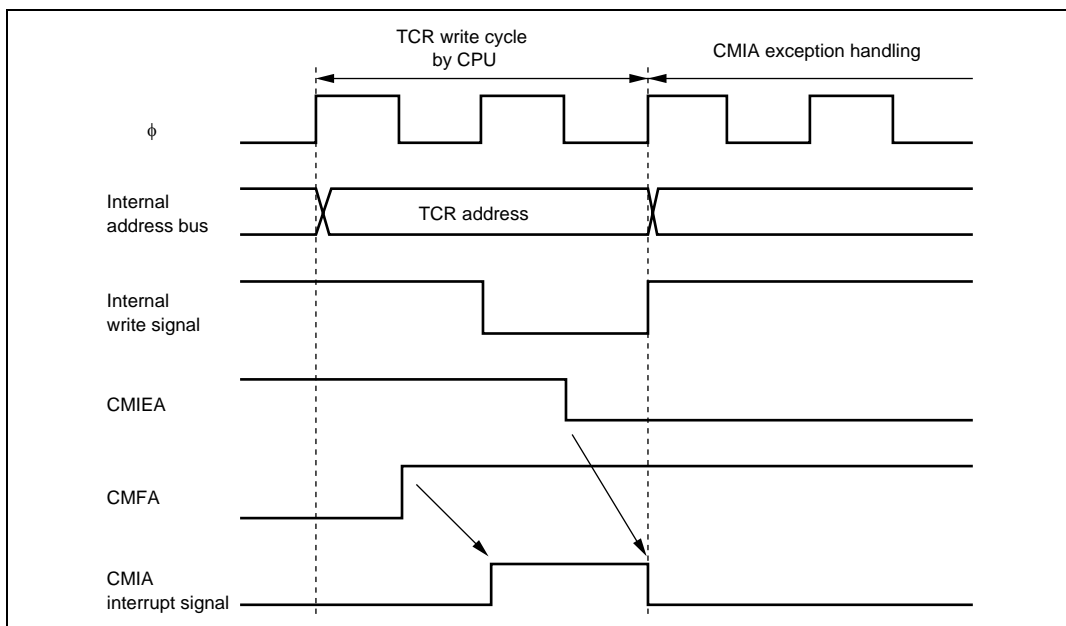 TCR write cycle
by CPU
CMIA exception handling
ϕ
Internal
address bus
TCR address
Internal
write signal
CMIEA
CMFA
CMIA
interrupt signal